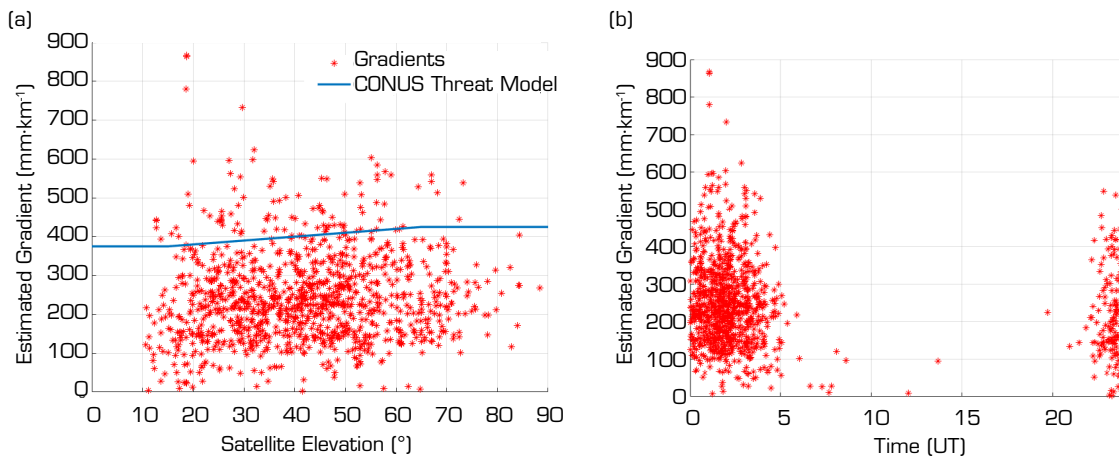 (a)
900
800
700
600
500
400
300
200
100
0
0 10 20 30 40 50 60 70 80 90
Estimated Gradient (mm·km⁻¹)
Satellite Elevation (°)
Gradients
CONUS Threat Model
(b)
900
800
700
600
500
400
300
200
100
0
0 5 10 15 20
Estimated Gradient (mm·km⁻¹)
Time (UT)